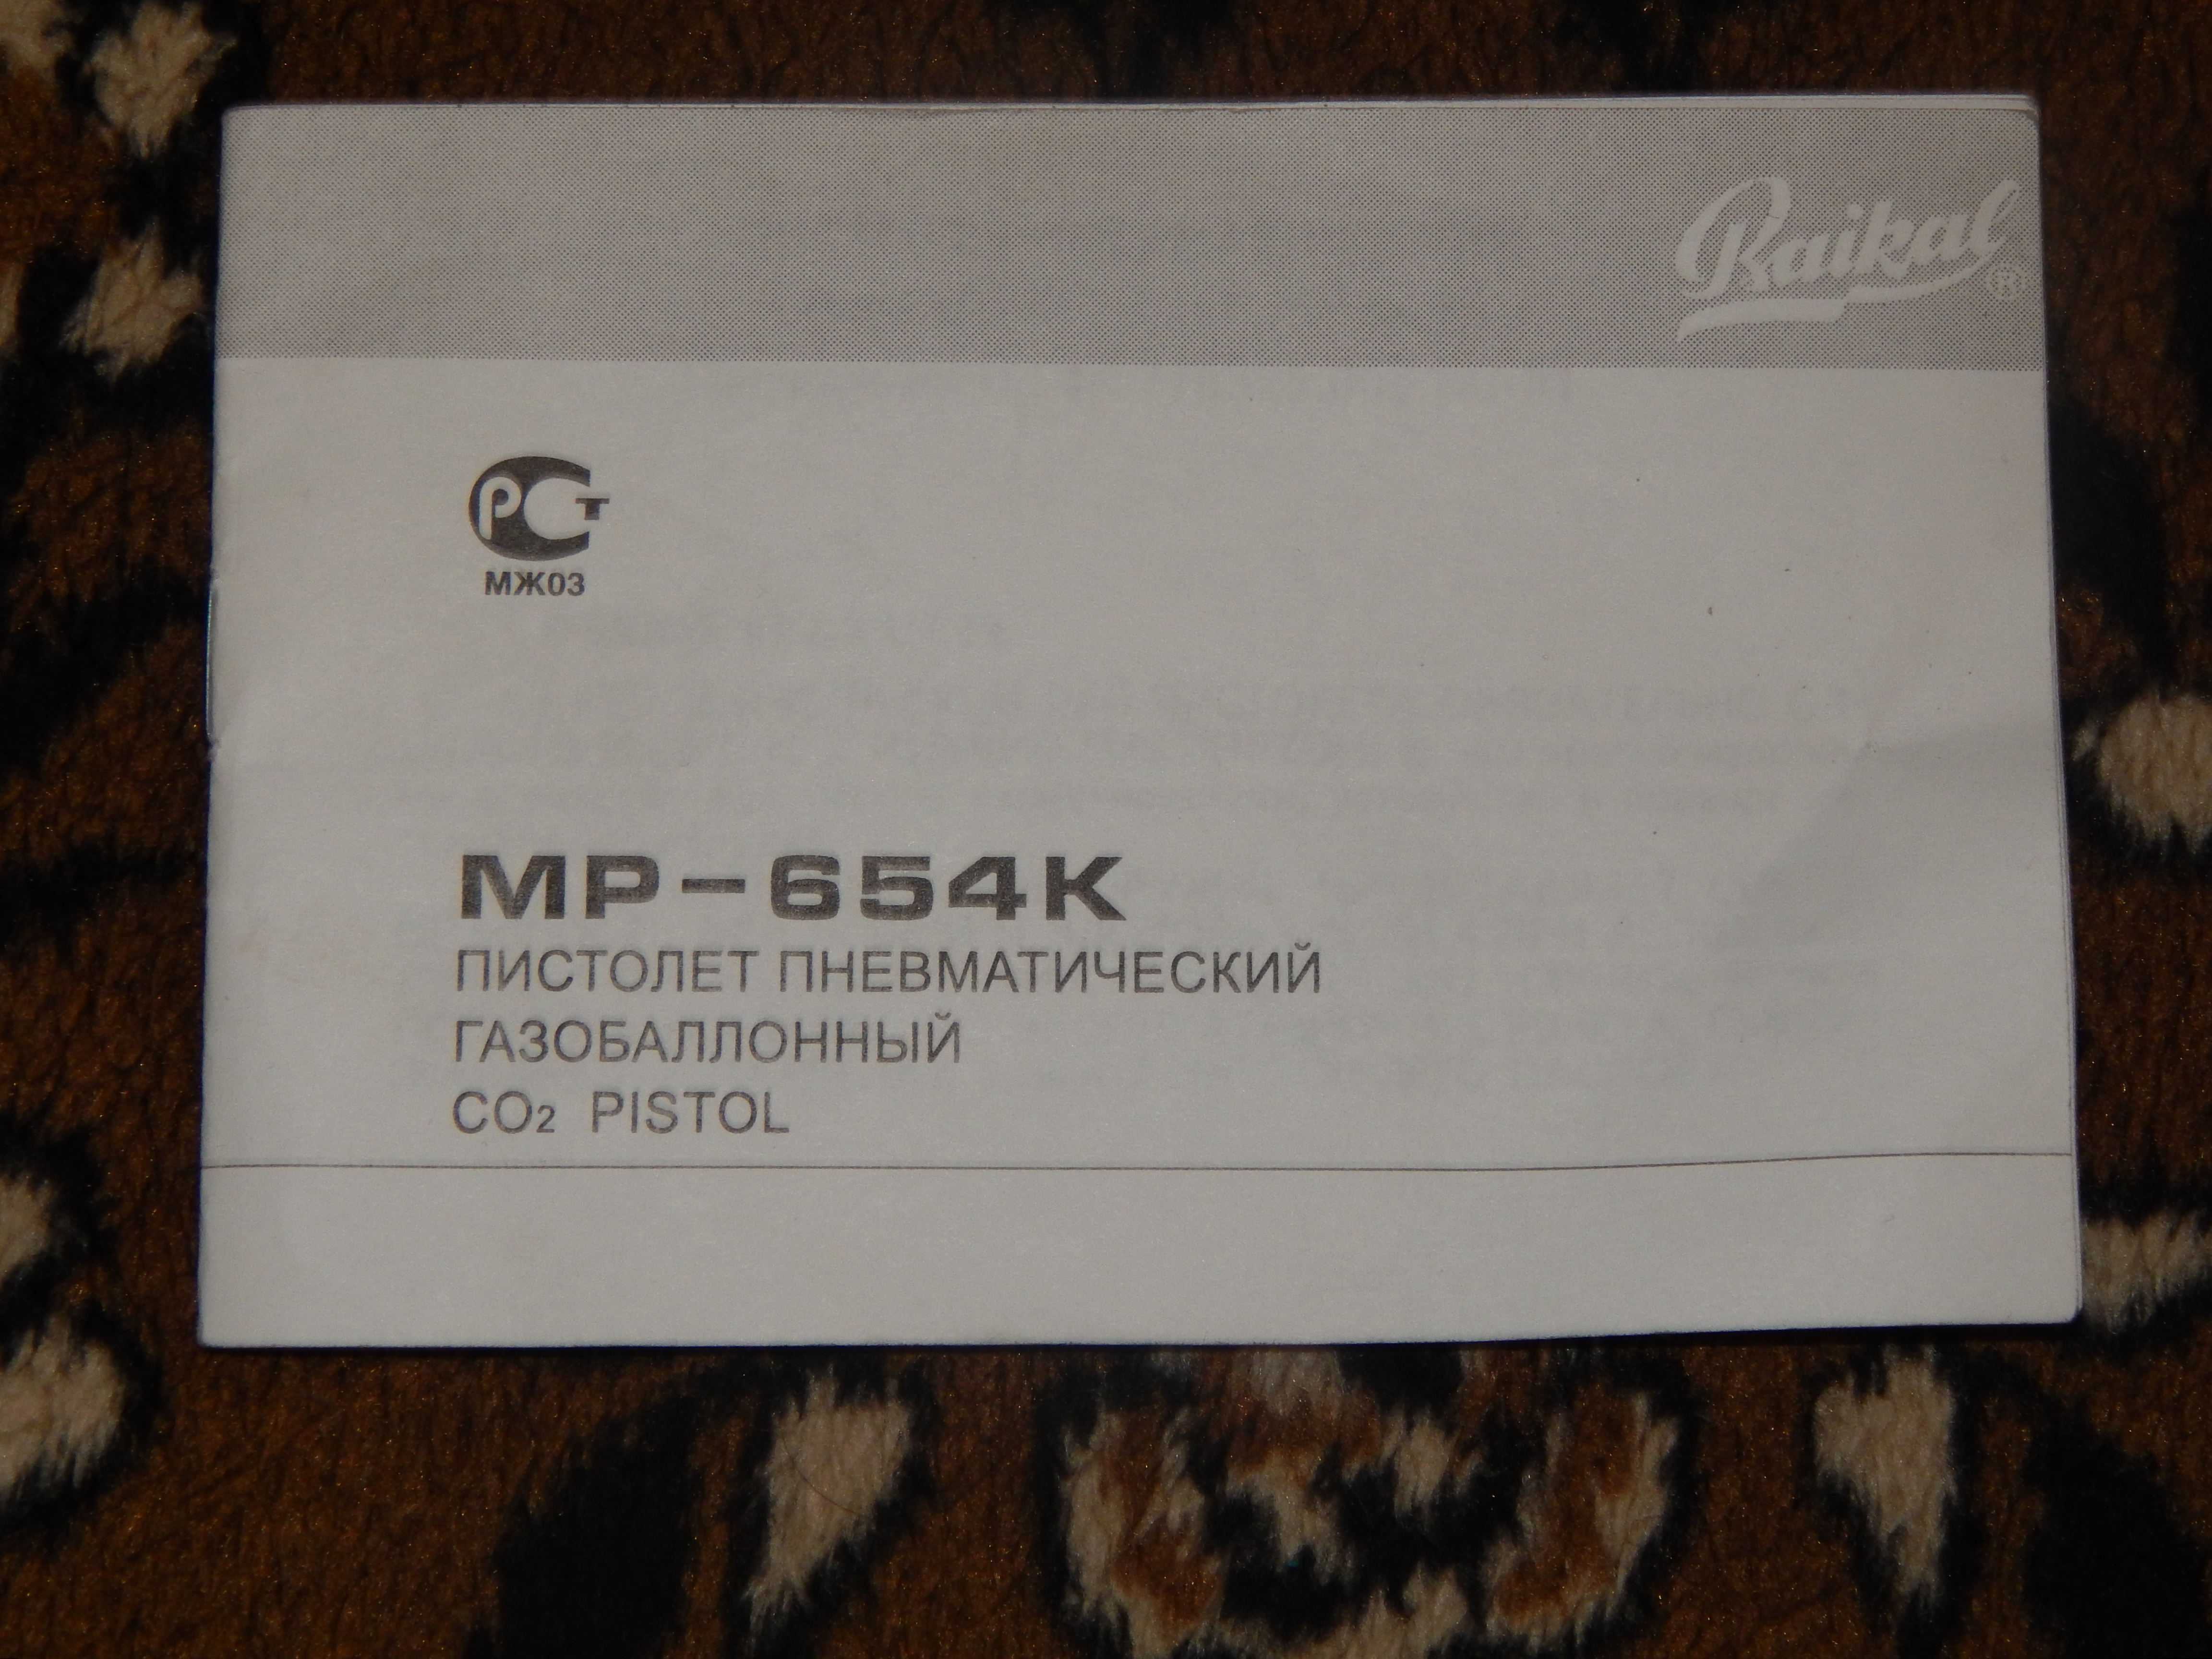 Baikal®
РСТ
МЖ03
МР-654К
ПИСТОЛЕТ ПНЕВМАТИЧЕСКИЙ
ГАЗОБАЛЛОННЫЙ
CO₂ PISTOL